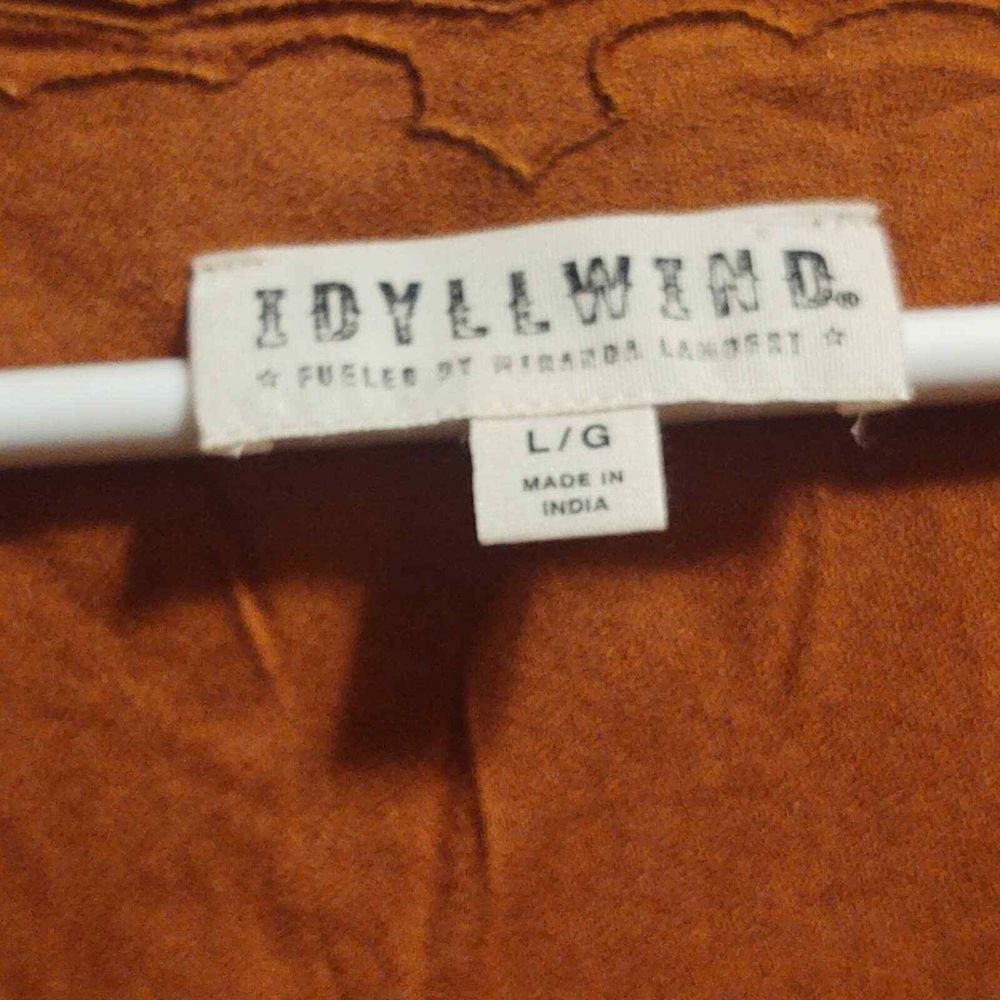 IDYLLWIND®
☆ FUELED BY MIRANDA LAMBERT ☆
L/G
MADE IN
INDIA